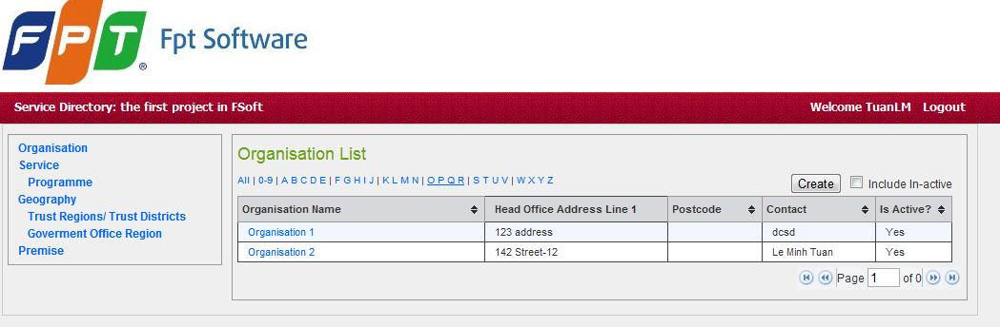 FPT®
Fpt Software
Service Directory: the first project in FSoft Welcome TuanLM Logout
Organisation
Service
Programme
Geography
Trust Regions/ Trust Districts
Goverment Office Region
Premise
Organisation List
All | 0-9 | A B C D E | F G H I J | K L M N | O P Q R | S T U V | W X Y Z
Create Include In-active
Organisation Name Head Office Address Line 1 Postcode Contact Is Active?
Organisation 1 123 address dcsd Yes
Organisation 2 142 Street-12 Le Minh Tuan Yes
Page 1 of 0